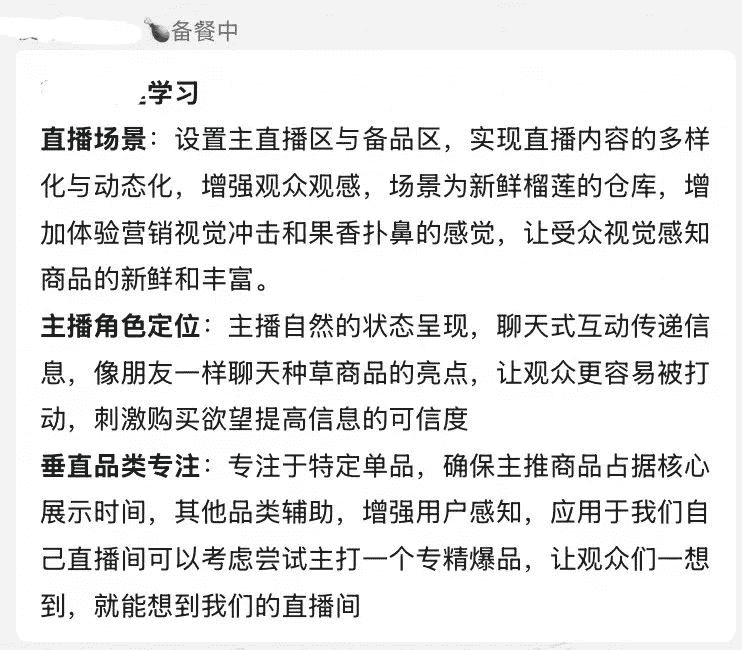 备餐中
学习
直播场景：设置主直播区与备品区，实现直播内容的多样
化与动态化，增强观众观感，场景为新鲜榴莲的仓库，增
加体验营销视觉冲击和果香扑鼻的感觉，让受众视觉感知
商品的新鲜和丰富。
主播角色定位：主播自然的状态呈现，聊天式互动传递信
息，像朋友一样聊天种草商品的亮点，让观众更容易被打
动，刺激购买欲望提高信息的可信度
垂直品类专注：专注于特定单品，确保主推商品占据核心
展示时间，其他品类辅助，增强用户感知，应用于我们自
己直播间可以考虑尝试主打一个专精爆品，让观众们一想
到，就能想到我们的直播间